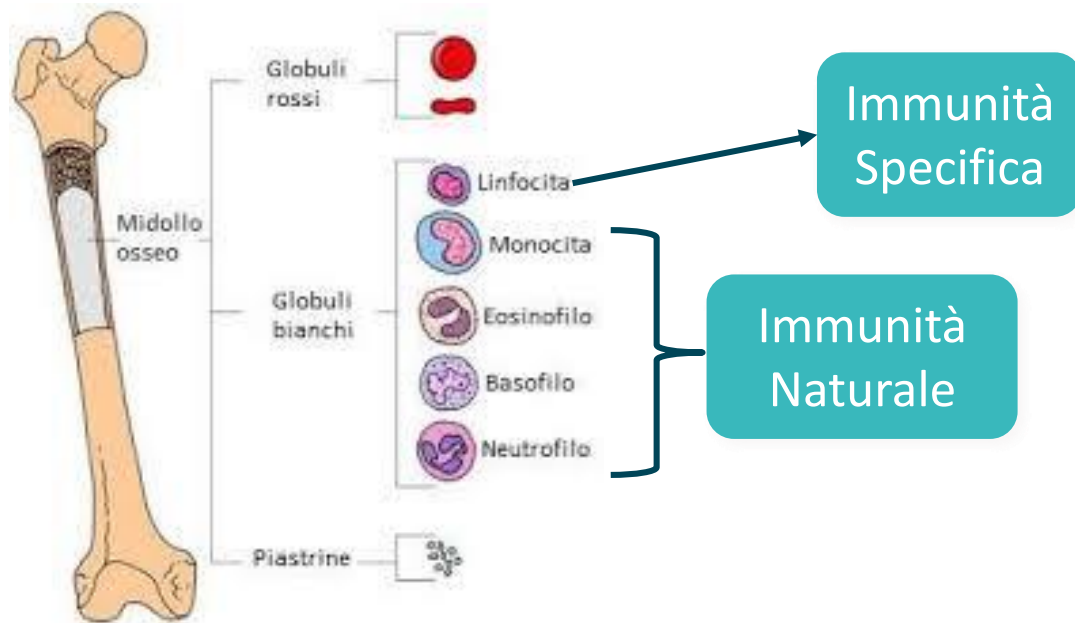 Globuli
rossi
Immunità
Specifica
Linfocita
Midollo
osseo
Monocita
Globuli
bianchi
Eosinofilo
Immunità
Naturale
Basofilo
Neutrofilo
Piastrine